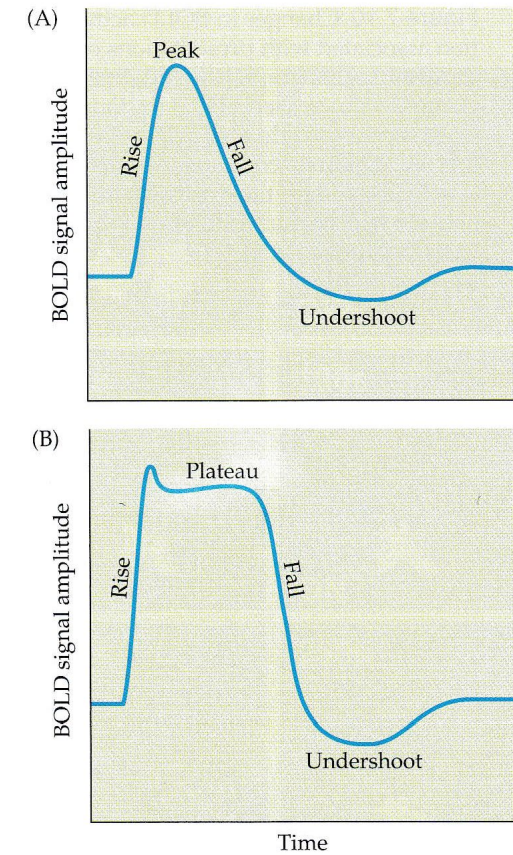 (A)
Peak
Rise
Fall
Undershoot
BOLD signal amplitude
(B)
Plateau
Rise
Fall
Undershoot
BOLD signal amplitude
Time